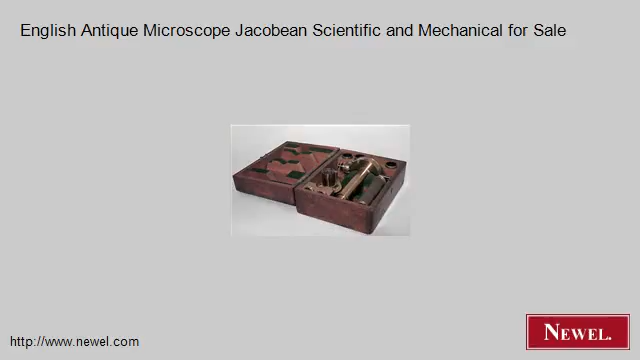 English Antique Microscope Jacobean Scientific and Mechanical for Sale
NEWEL.
http://www.newel.com